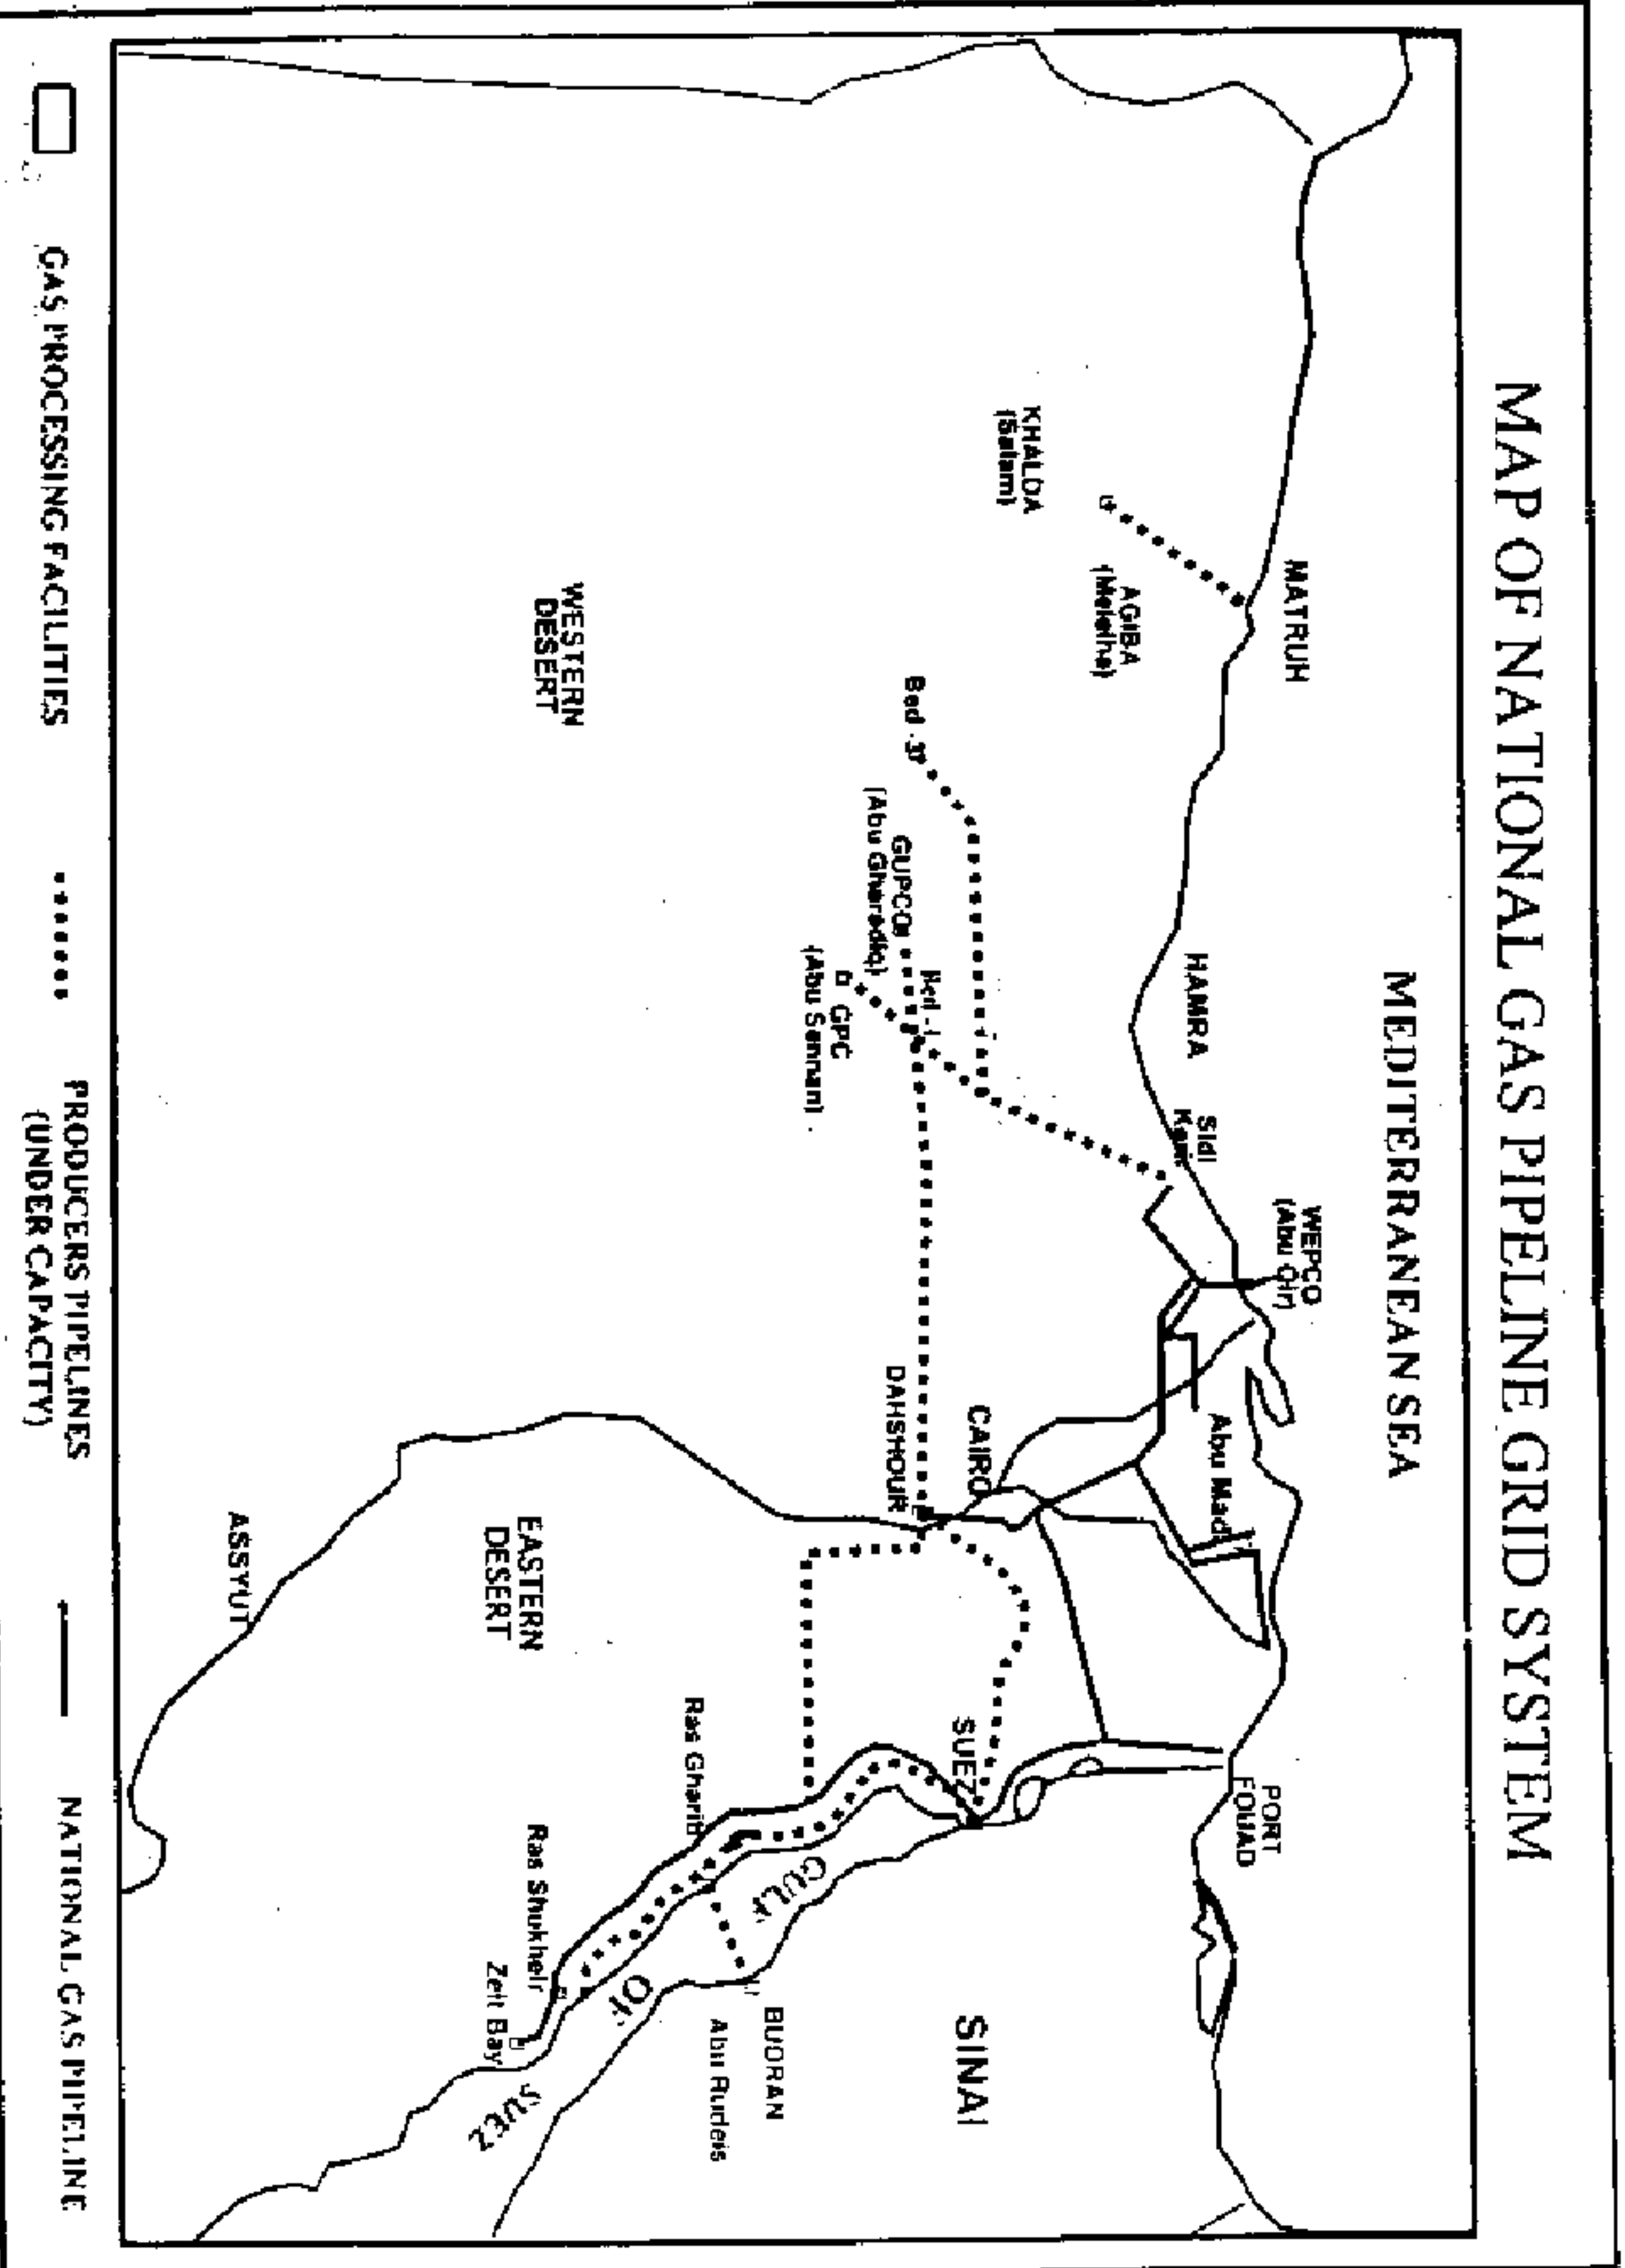 MAP OF NATIONAL GAS PIPELINE GRID SYSTEM
MEDITERRANEAN SEA
MATRUH
HAMRA
Sidi
Kerir
WEPCO
(Abu Qir)
PORT
FOUAD
KHALDA
(Salam)
AGIBA
(Meleiha)
Abu Madi
Bed -3
GUPCO
(Abu Gharadiq)
GPC
(Abu Sannan)
CAIRO
DAHSHOUR
SUEZ
SINAI
WESTERN
DESERT
EASTERN
DESERT
ASSYUT
Ras Gharib
Ras Shukheir
Zeit Bay
GULF
OF
SUEZ
BUDRAN
Abu Rudeis
GAS PROCESSING FACILITIES
PRODUCERS PIPELINES
(UNDER CAPACITY)
NATIONAL GAS PIPELINE